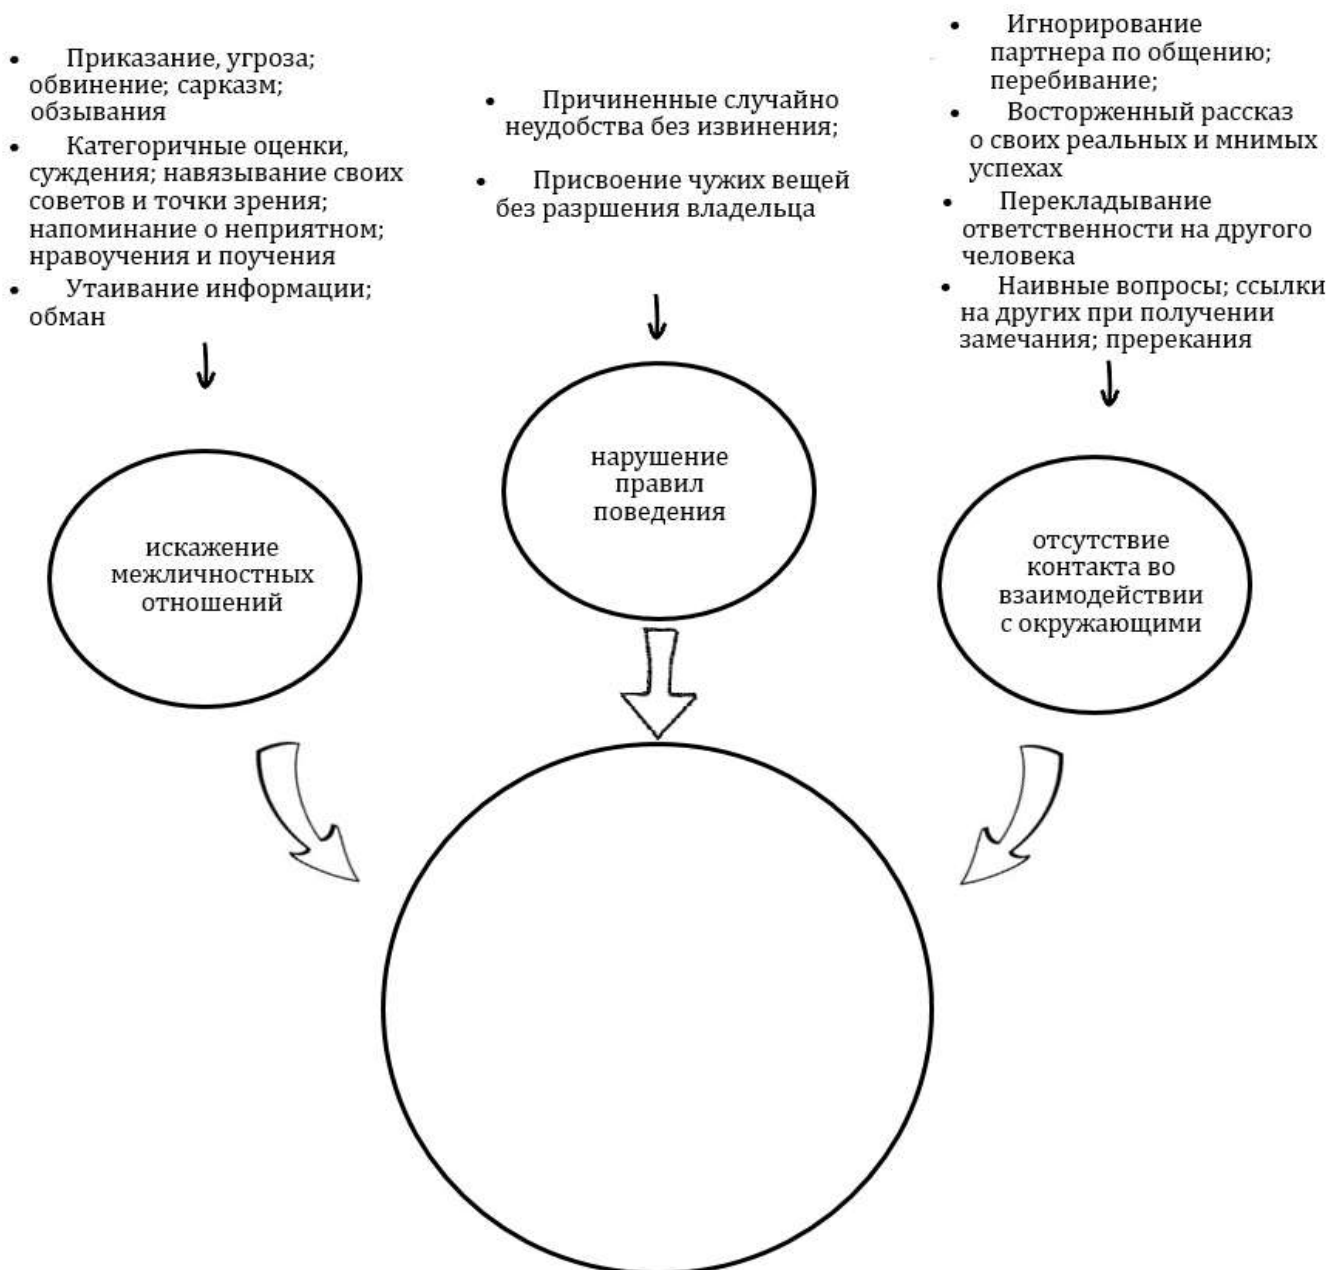 • Приказание, угроза;
обвинение; сарказм;
обзывания
• Категоричные оценки,
суждения; навязывание своих
советов и точки зрения;
напоминание о неприятном;
нравоучения и поучения
• Утаивание информации;
обман
• Причиненные случайно
неудобства без извинения;
• Присвоение чужих вещей
без разршения владельца
• Игнорирование
партнера по общению;
перебивание;
• Восторженный рассказ
о своих реальных и мнимых
успехах
• Перекладывание
ответственности на другого
человека
• Наивные вопросы; ссылки
на других при получении
замечания; пререкания
искажение
межличностных
отношений
нарушение
правил
поведения
отсутствие
контакта во
взаимодействии
с окружающими